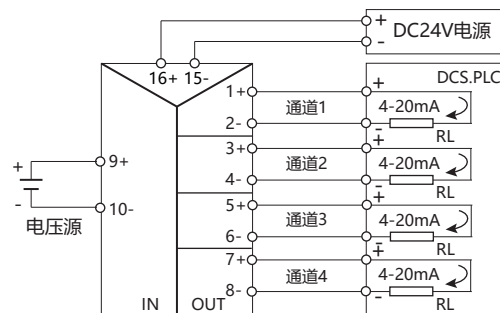 + DC24V电源
-
16+ 15-
DCS.PLC
1+ 通道1 + 4-20mA
2- - RL
3+ 通道2 + 4-20mA
4- - RL
5+ 通道3 + 4-20mA
6- - RL
7+ 通道4 + 4-20mA
8- - RL
+ 9+
- 10-
电压源
IN OUT